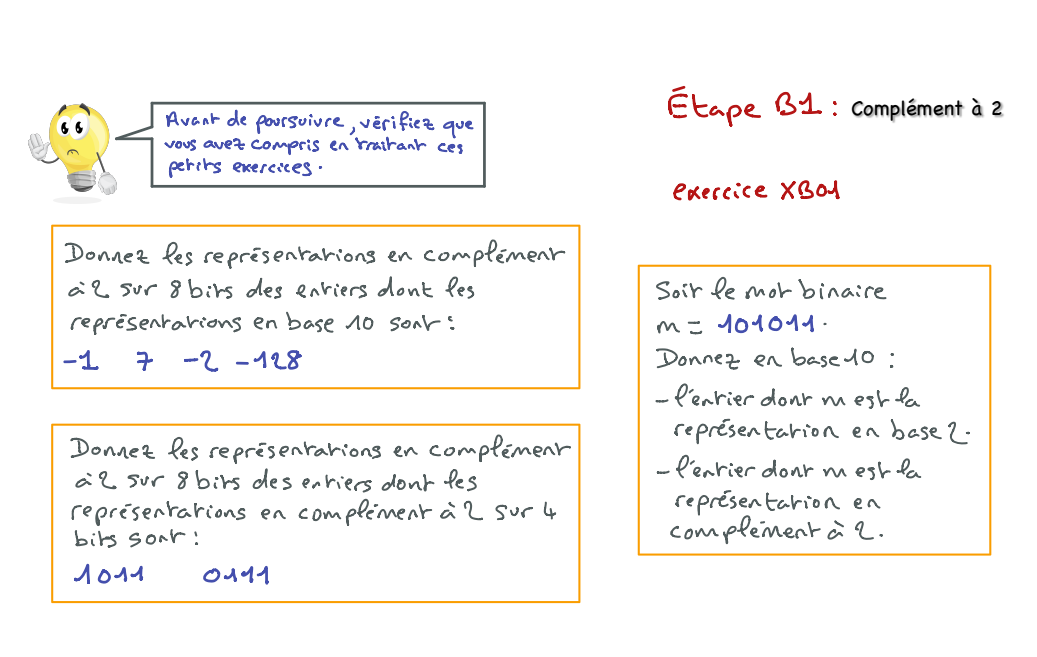 Avant de poursuivre, vérifiez que
vous avez compris en traitant ces
petits exercices.
Étape B1 : Complément à 2
exercice XB01
Donnez les représentations en complément
à 2 sur 8 bits des entiers dont les
représentations en base 10 sont :
-1 7 -2 -128
Donnez les représentations en complément
à 2 sur 8 bits des entiers dont les
représentations en complément à 2 sur 4
bits sont :
1011 0111
Soit le mot binaire
m = 101011.
Donnez en base 10 :
- l'entier dont m est la
représentation en base 2.
- l'entier dont m est la
représentation en
complément à 2.